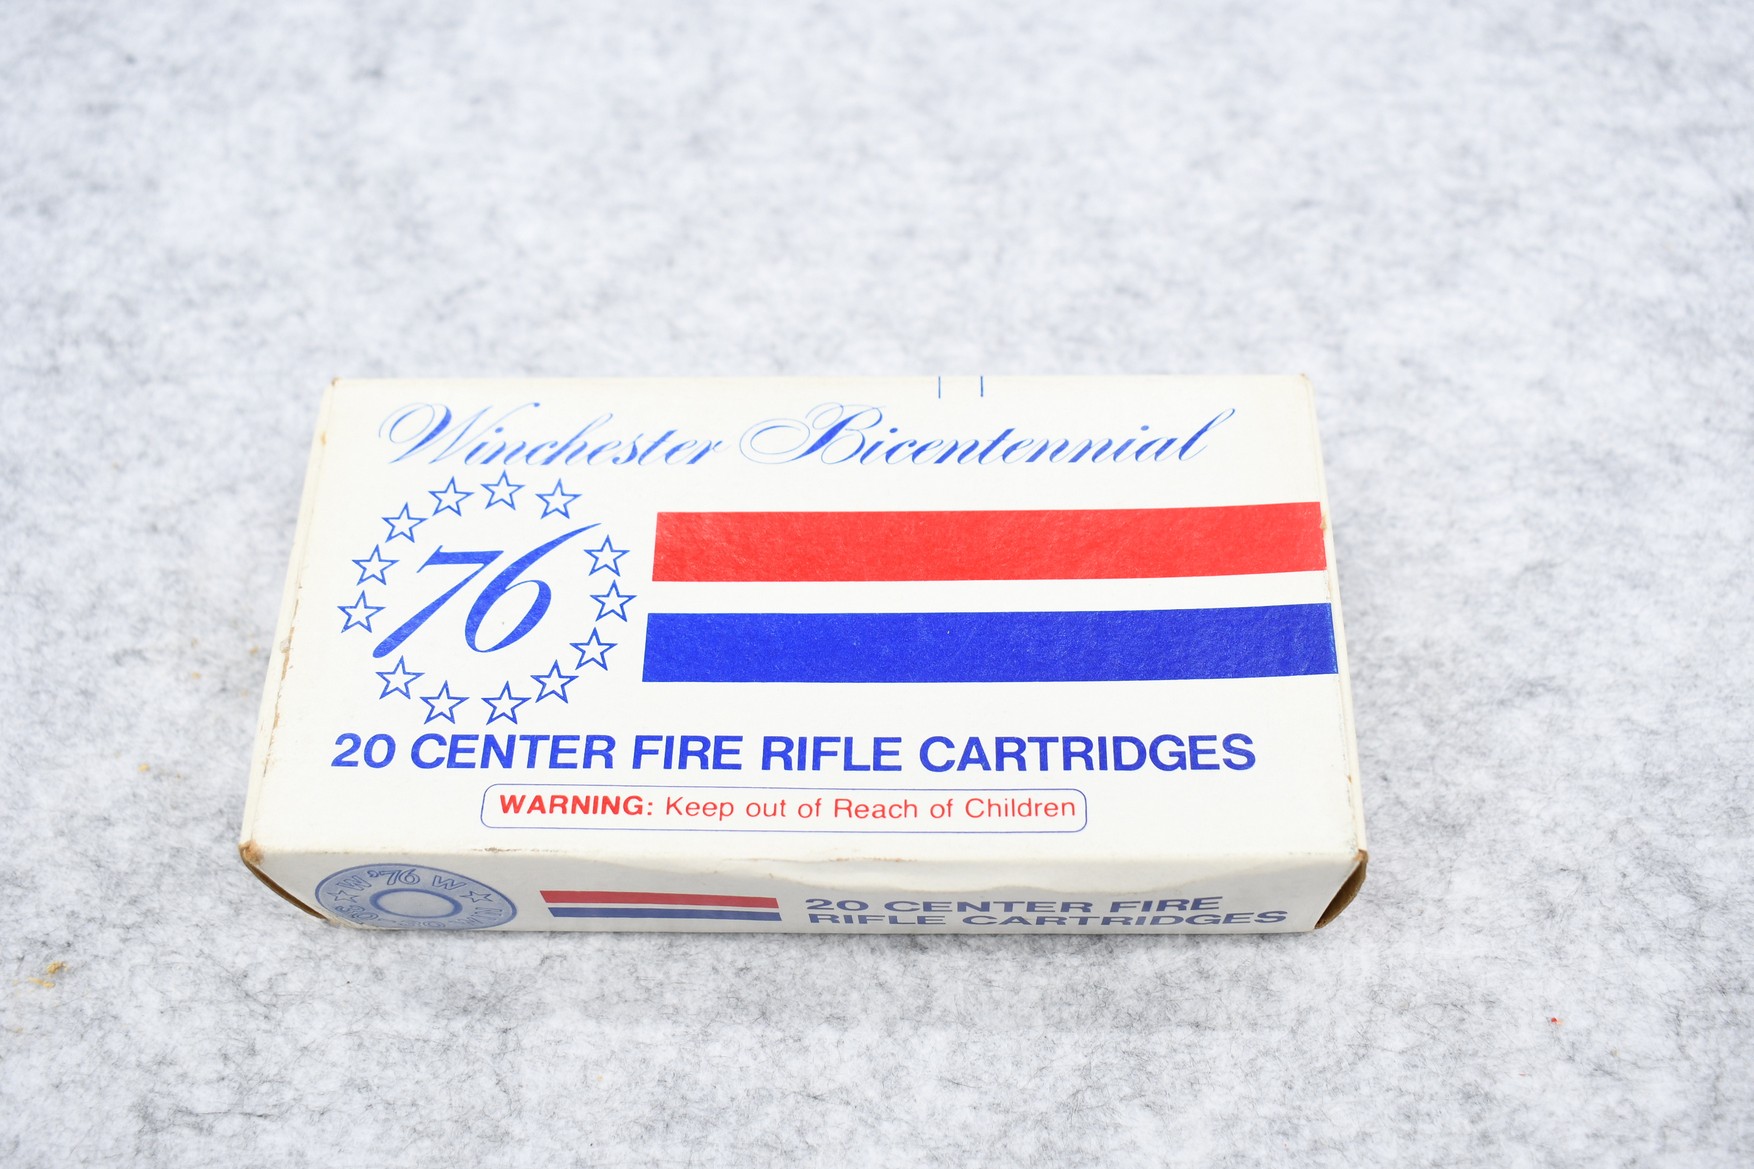 Winchester Bicentennial
76
20 CENTER FIRE RIFLE CARTRIDGES
WARNING: Keep out of Reach of Children
W '76 W
20 CENTER FIRE
RIFLE CARTRIDGES